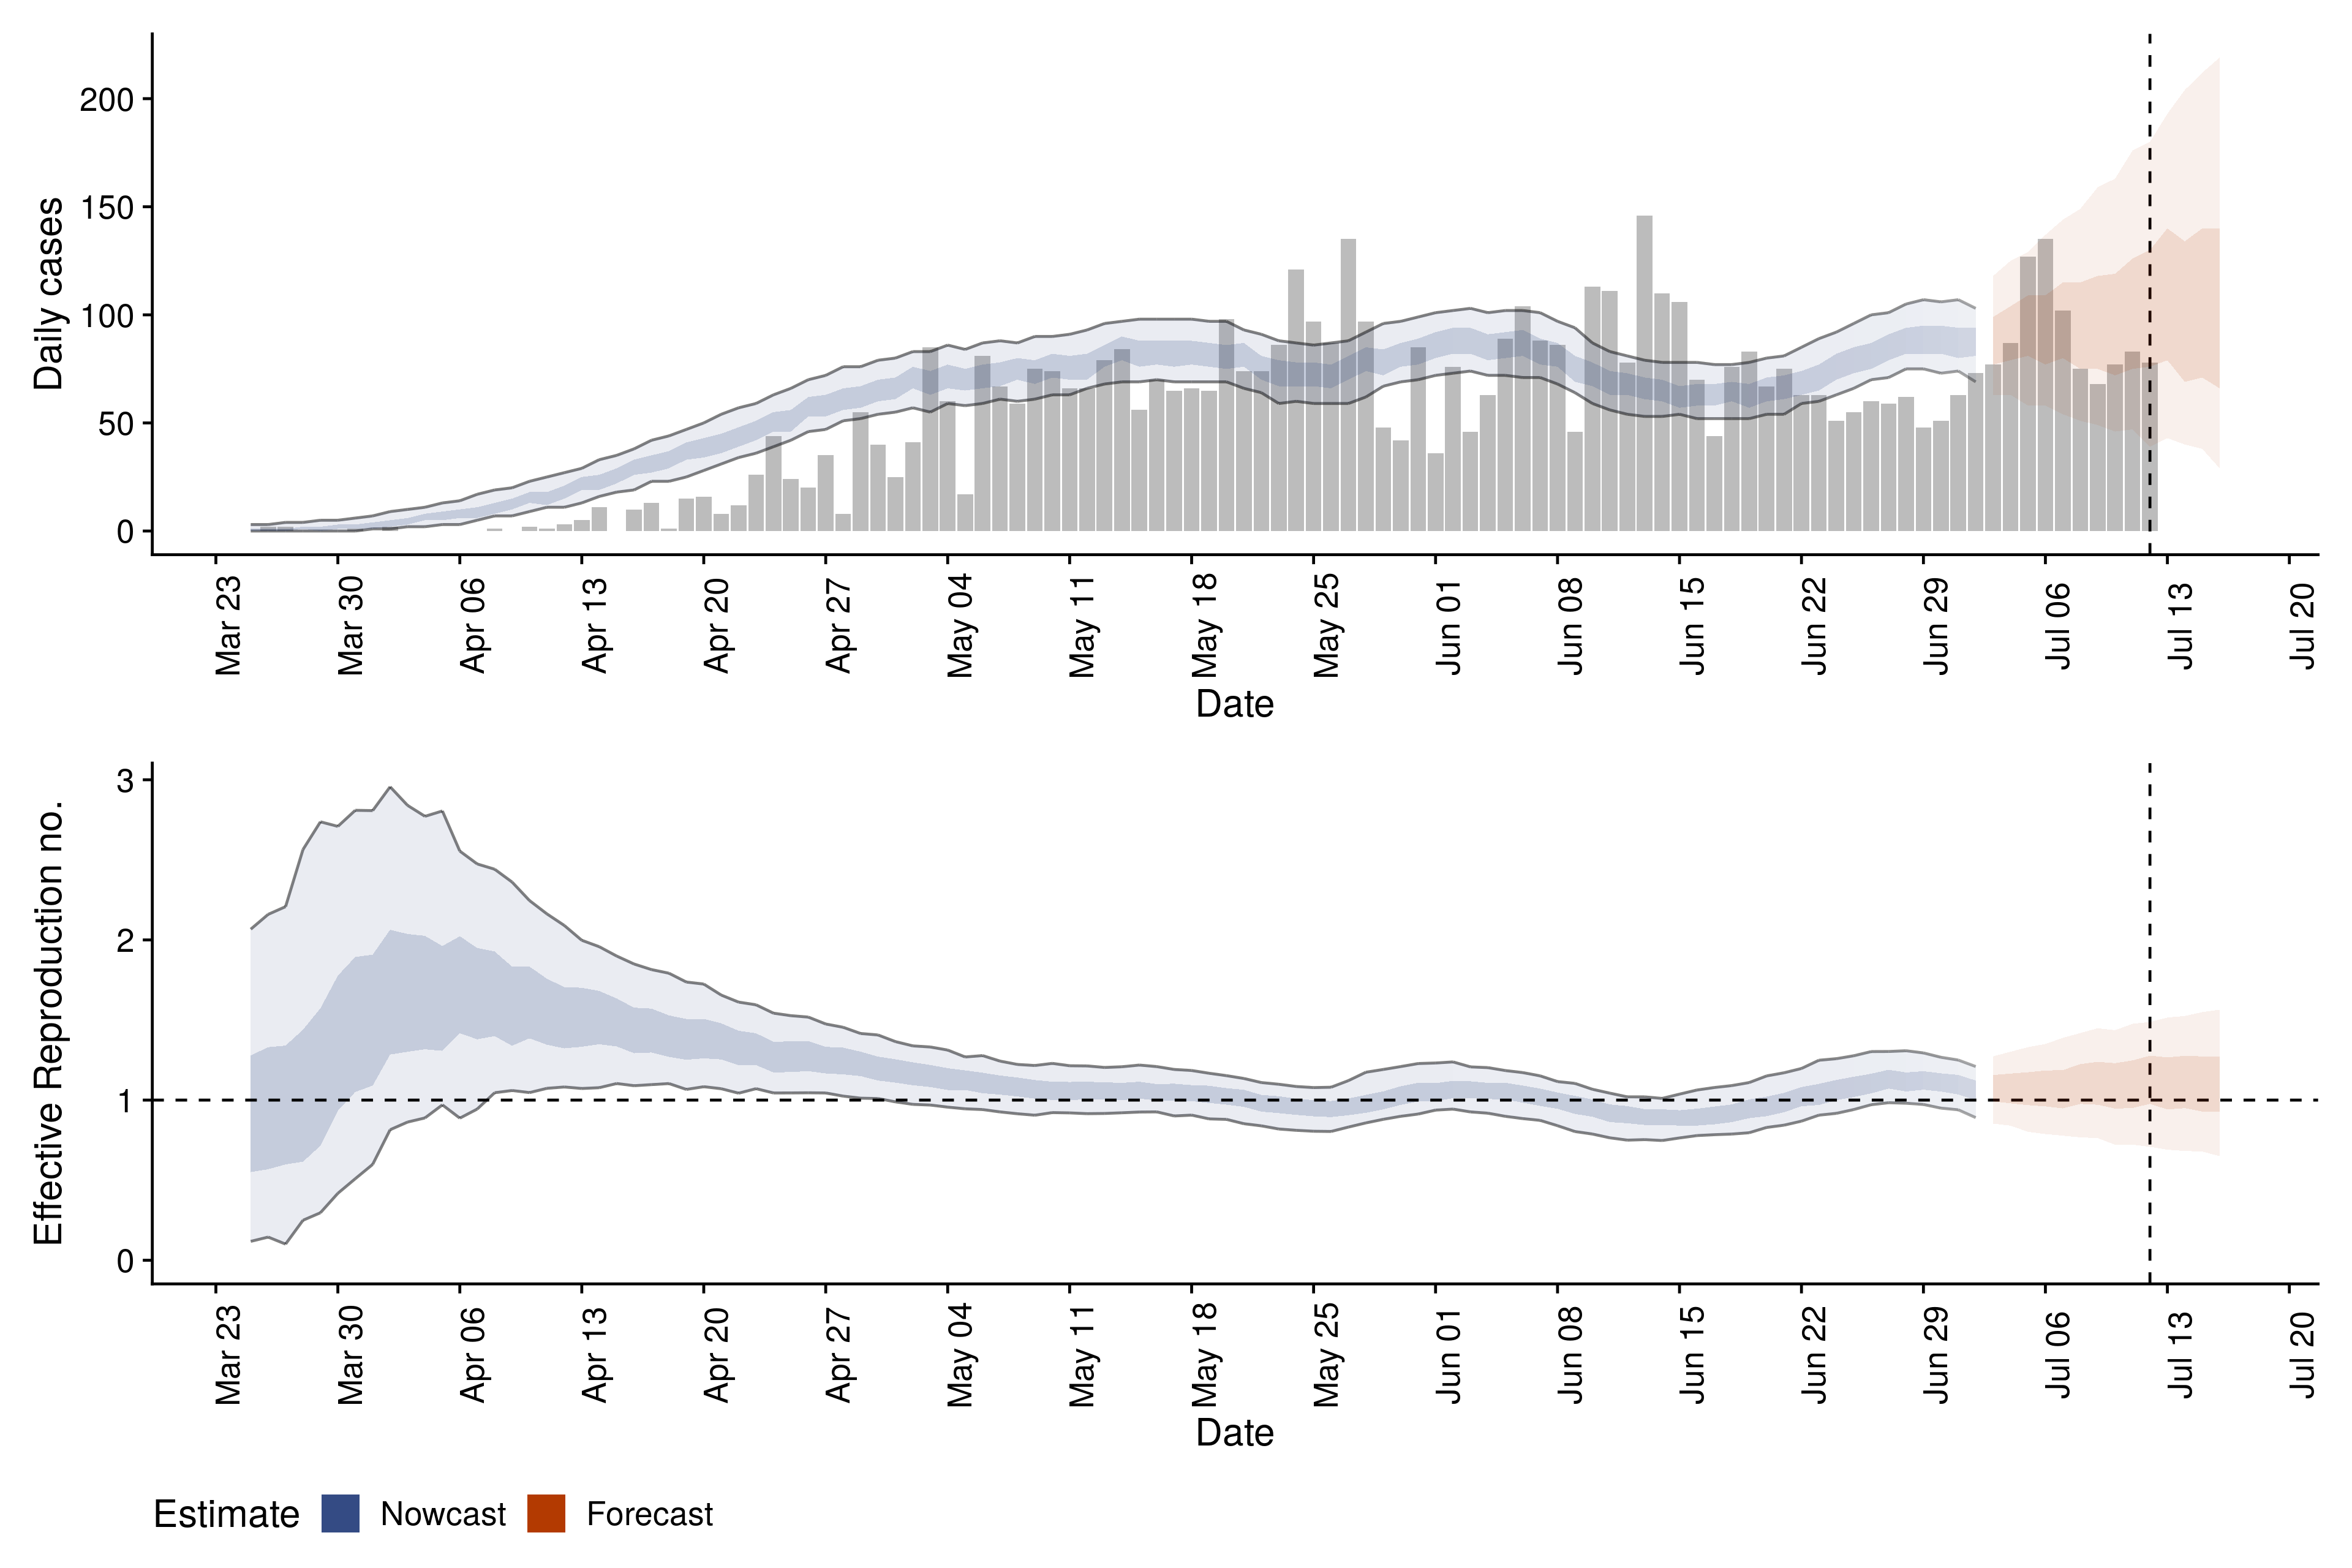 Daily cases
200
150
100
50
0
Mar 23
Mar 30
Apr 06
Apr 13
Apr 20
Apr 27
May 04
May 11
May 18
May 25
Jun 01
Jun 08
Jun 15
Jun 22
Jun 29
Jul 06
Jul 13
Jul 20
Date
Effective Reproduction no.
3
2
1
0
Mar 23
Mar 30
Apr 06
Apr 13
Apr 20
Apr 27
May 04
May 11
May 18
May 25
Jun 01
Jun 08
Jun 15
Jun 22
Jun 29
Jul 06
Jul 13
Jul 20
Date
Estimate Nowcast Forecast